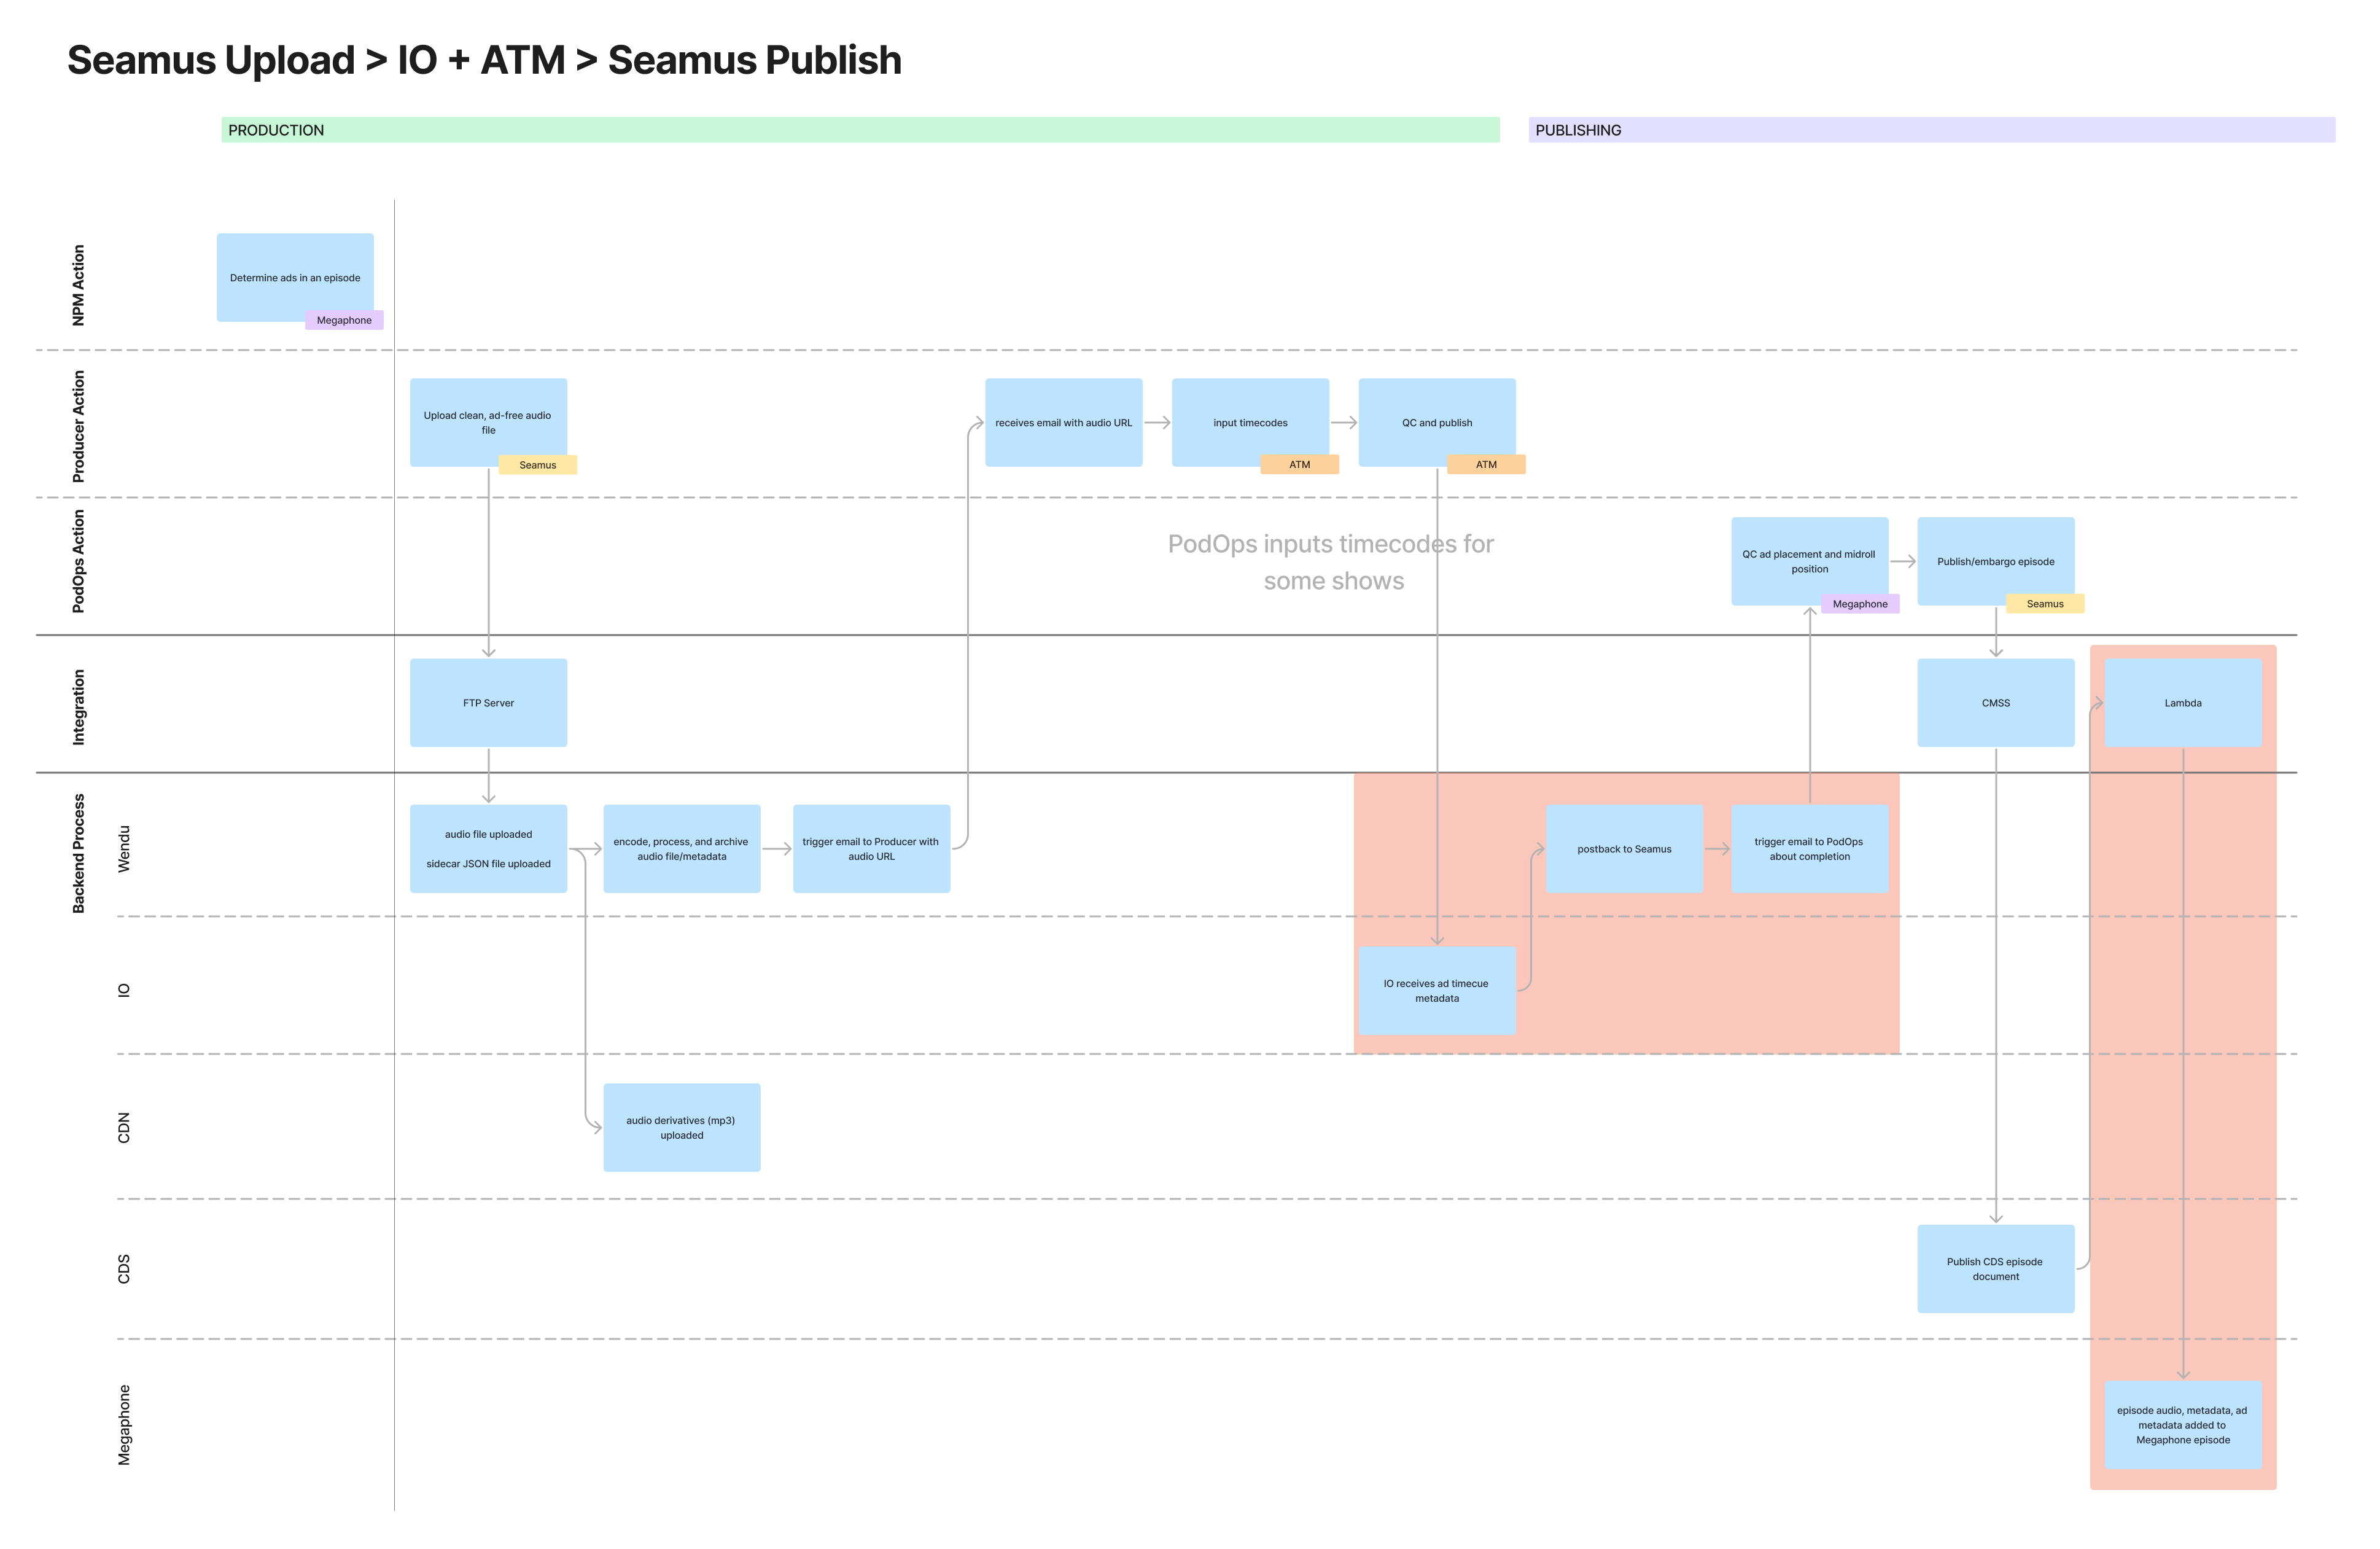 Seamus Upload > IO + ATM > Seamus Publish
PRODUCTION
PUBLISHING
NPM Action
Determine ads in an episode
Megaphone
Producer Action
Upload clean, ad-free audio
file
Seamus
receives email with audio URL
input timecodes
ATM
QC and publish
ATM
PodOps Action
PodOps inputs timecodes for
some shows
QC ad placement and midroll
position
Megaphone
Publish/embargo episode
Seamus
Integration
FTP Server
CMSS
Lambda
Backend Process
Wendu
audio file uploaded
sidecar JSON file uploaded
encode, process, and archive
audio file/metadata
trigger email to Producer with
audio URL
postback to Seamus
trigger email to PodOps
about completion
IO
IO receives ad timecue
metadata
CDN
audio derivatives (mp3)
uploaded
CDS
Publish CDS episode
document
Megaphone
episode audio, metadata, ad
metadata added to
Megaphone episode